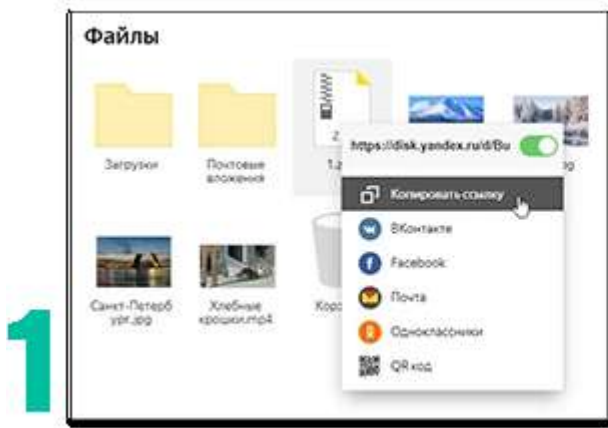 Файлы
Загрузки
Почтовые
вложения
https://disk.yandex.ru/d/Bu
Копировать ссылку
ВКонтакте
Facebook
Почта
Одноклассники
QR код
Санкт-Петерб
ург.jpg
Хлебные
крошки.mp4
1